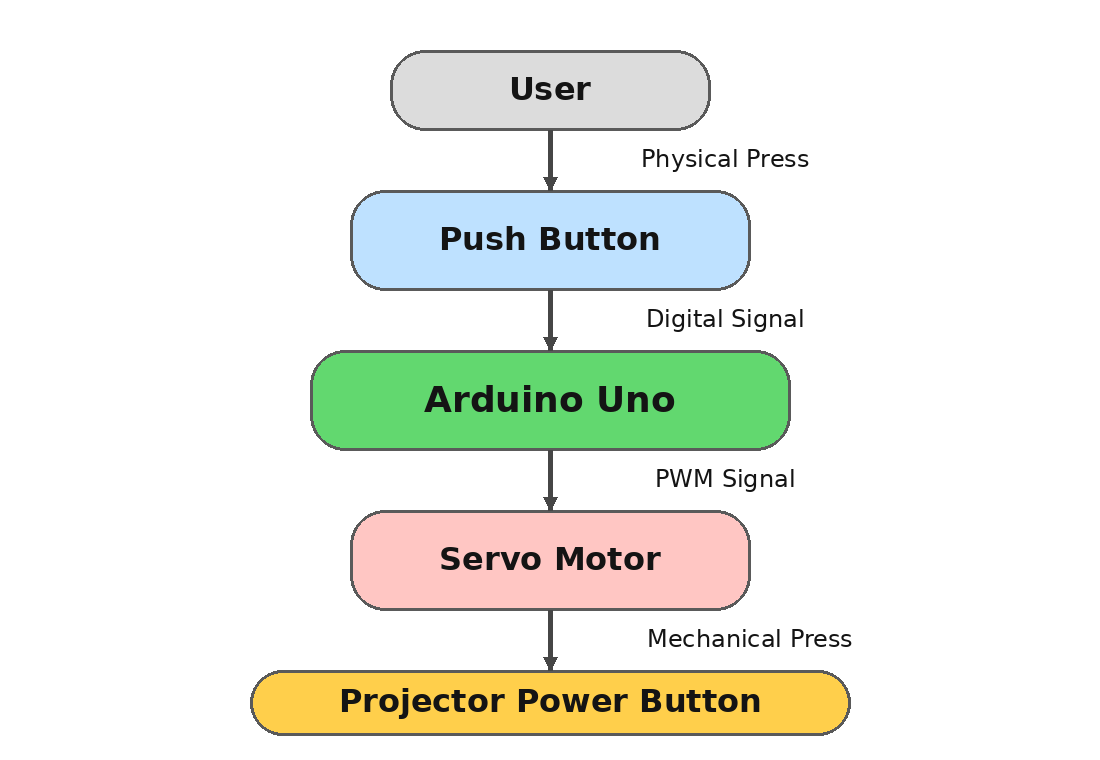 User
Physical Press
Push Button
Digital Signal
Arduino Uno
PWM Signal
Servo Motor
Mechanical Press
Projector Power Button